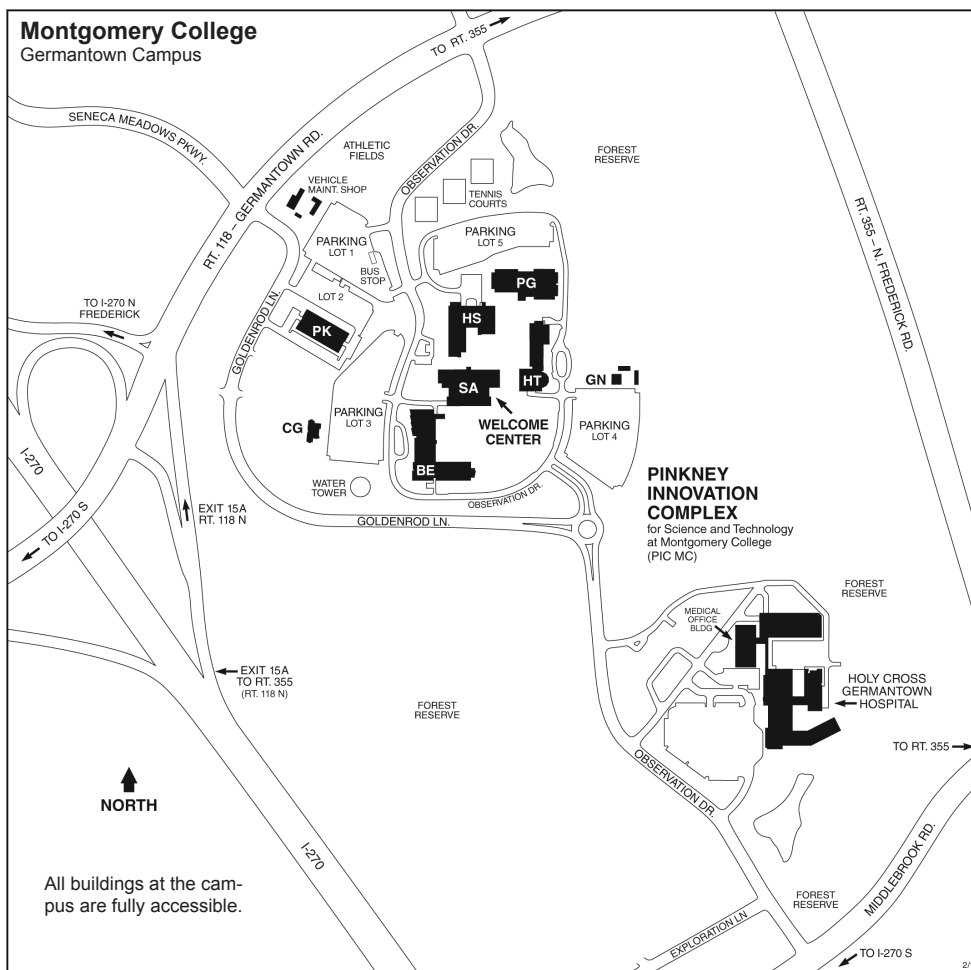 Montgomery College
Germantown Campus
TO RT. 355
SENECA MEADOWS PKWY.
RT. 118 – GERMANTOWN RD.
ATHLETIC
FIELDS
OBSERVATION DR.
FOREST
RESERVE
VEHICLE
MAINT. SHOP
TENNIS
COURTS
RT. 355 – N. FREDERICK RD.
PARKING
LOT 1
PARKING
LOT 5
BUS
STOP
PG
LOT 2
TO I-270 N
FREDERICK
GOLDENROD LN.
PK
HS
SA
HT
GN
WELCOME
CENTER
PARKING
LOT 3
PARKING
LOT 4
CG
I-270
BE
WATER
TOWER
OBSERVATION DR.
GOLDENROD LN.
PINKNEY
INNOVATION
COMPLEX
for Science and Technology
at Montgomery College
(PIC MC)
EXIT 15A
RT. 118 N
TO I-270 S
FOREST
RESERVE
MEDICAL
OFFICE
BLDG
EXIT 15A
TO RT. 355
(RT. 118 N)
HOLY CROSS
GERMANTOWN
HOSPITAL
FOREST
RESERVE
TO RT. 355
OBSERVATION DR.
NORTH
I-270
MIDDLEBROOK RD.
All buildings at the cam-
pus are fully accessible.
FOREST
RESERVE
EXPLORATION LN
TO I-270 S